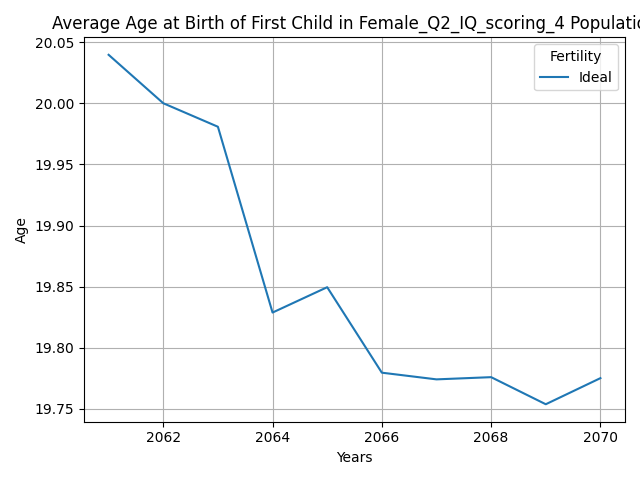 Average Age at Birth of First Child in Female_Q2_IQ_scoring_4 Populatio
20.05
20.00
19.95
19.90
19.85
19.80
19.75
Age
Fertility
Ideal
2062 2064 2066 2068 2070
Years